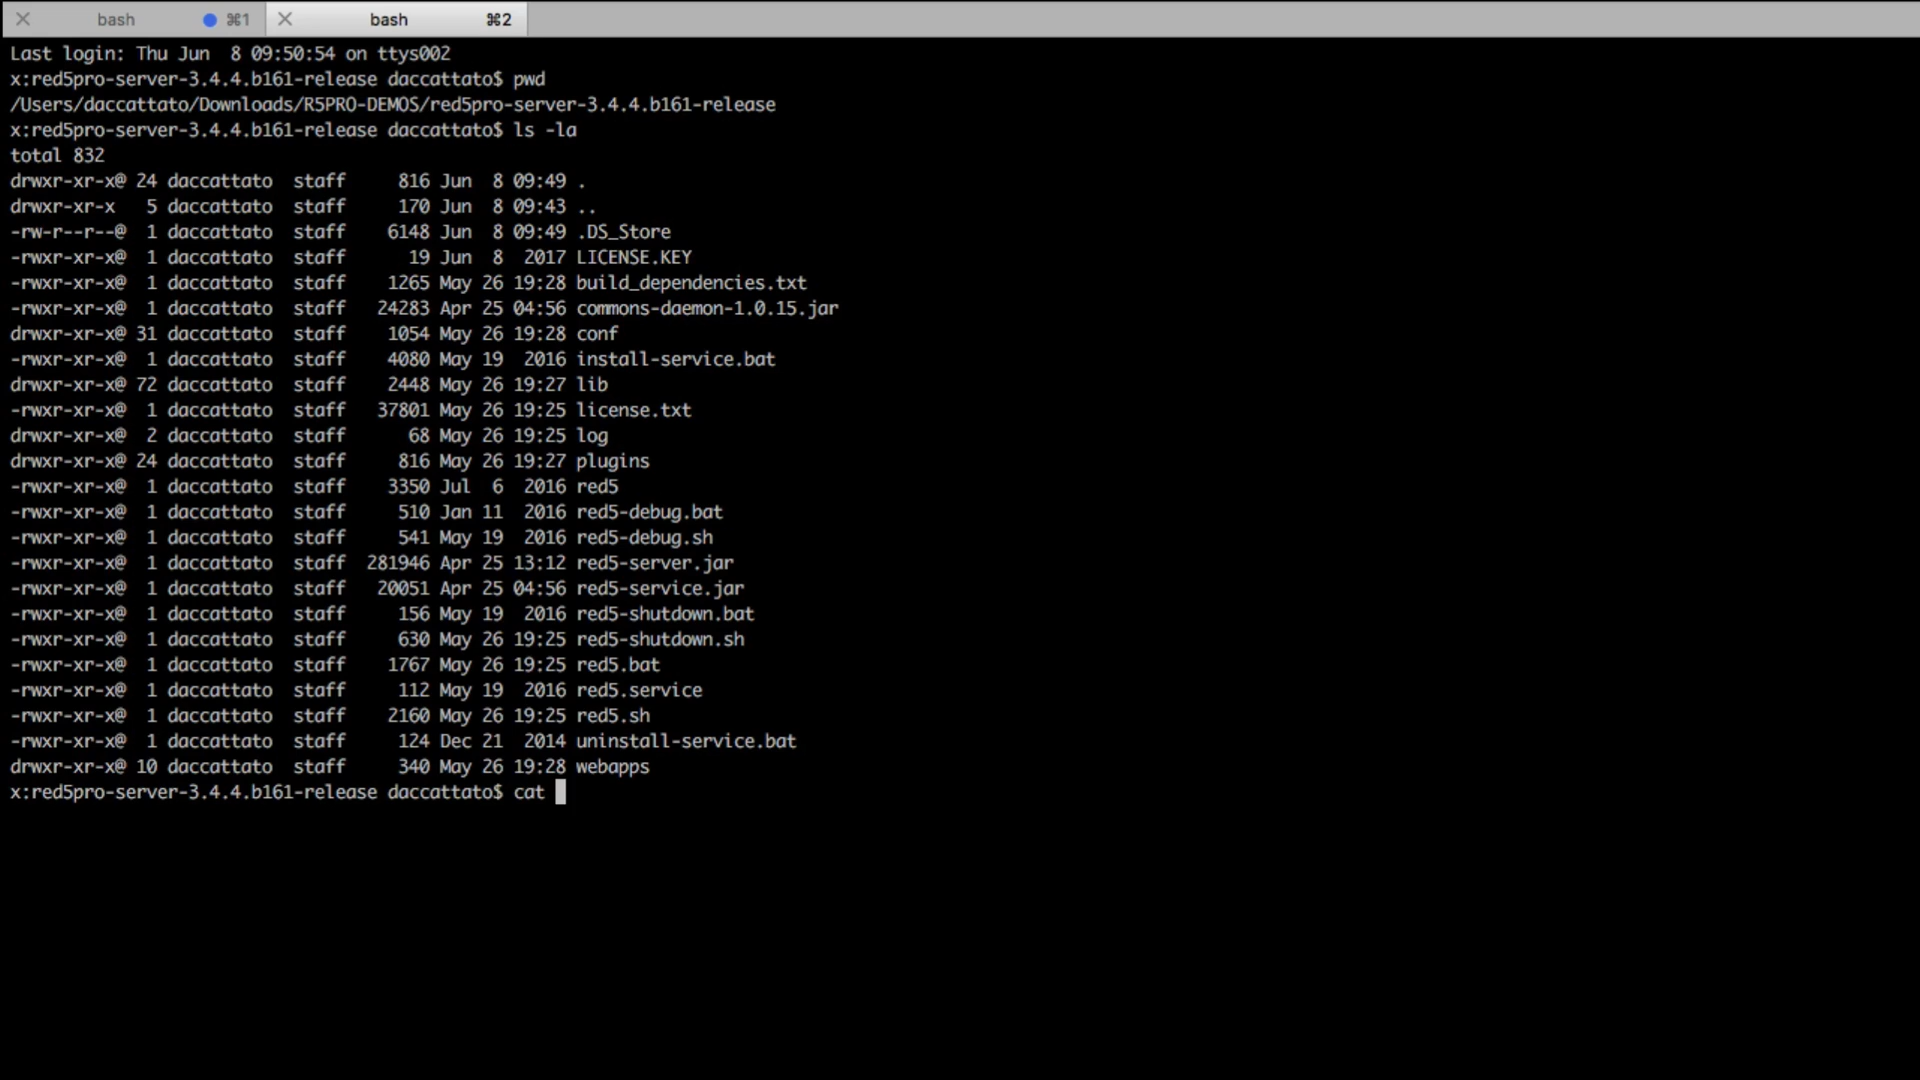 bash ⌘1 bash ⌘2
Last login: Thu Jun  8 09:50:54 on ttys002
x:red5pro-server-3.4.4.b161-release daccattato$ pwd
/Users/daccattato/Downloads/R5PRO-DEMOS/red5pro-server-3.4.4.b161-release
x:red5pro-server-3.4.4.b161-release daccattato$ ls -la
total 832
drwxr-xr-x@ 24 daccattato  staff     816 Jun  8 09:49 .
drwxr-xr-x   5 daccattato  staff     170 Jun  8 09:43 ..
-rw-r--r--@  1 daccattato  staff    6148 Jun  8 09:49 .DS_Store
-rwxr-xr-x@  1 daccattato  staff      19 Jun  8  2017 LICENSE.KEY
-rwxr-xr-x@  1 daccattato  staff    1265 May 26 19:28 build_dependencies.txt
-rwxr-xr-x@  1 daccattato  staff   24283 Apr 25 04:56 commons-daemon-1.0.15.jar
drwxr-xr-x@ 31 daccattato  staff    1054 May 26 19:28 conf
-rwxr-xr-x@  1 daccattato  staff    4080 May 19  2016 install-service.bat
drwxr-xr-x@ 72 daccattato  staff    2448 May 26 19:27 lib
-rwxr-xr-x@  1 daccattato  staff   37801 May 26 19:25 license.txt
drwxr-xr-x@  2 daccattato  staff      68 May 26 19:25 log
drwxr-xr-x@ 24 daccattato  staff     816 May 26 19:27 plugins
-rwxr-xr-x@  1 daccattato  staff    3350 Jul  6  2016 red5
-rwxr-xr-x@  1 daccattato  staff     510 Jan 11  2016 red5-debug.bat
-rwxr-xr-x@  1 daccattato  staff     541 May 19  2016 red5-debug.sh
-rwxr-xr-x@  1 daccattato  staff  281946 Apr 25 13:12 red5-server.jar
-rwxr-xr-x@  1 daccattato  staff   20051 Apr 25 04:56 red5-service.jar
-rwxr-xr-x@  1 daccattato  staff     156 May 19  2016 red5-shutdown.bat
-rwxr-xr-x@  1 daccattato  staff     630 May 26 19:25 red5-shutdown.sh
-rwxr-xr-x@  1 daccattato  staff    1767 May 26 19:25 red5.bat
-rwxr-xr-x@  1 daccattato  staff     112 May 19  2016 red5.service
-rwxr-xr-x@  1 daccattato  staff    2160 May 26 19:25 red5.sh
-rwxr-xr-x@  1 daccattato  staff     124 Dec 21  2014 uninstall-service.bat
drwxr-xr-x@ 10 daccattato  staff     340 May 26 19:28 webapps
x:red5pro-server-3.4.4.b161-release daccattato$ cat